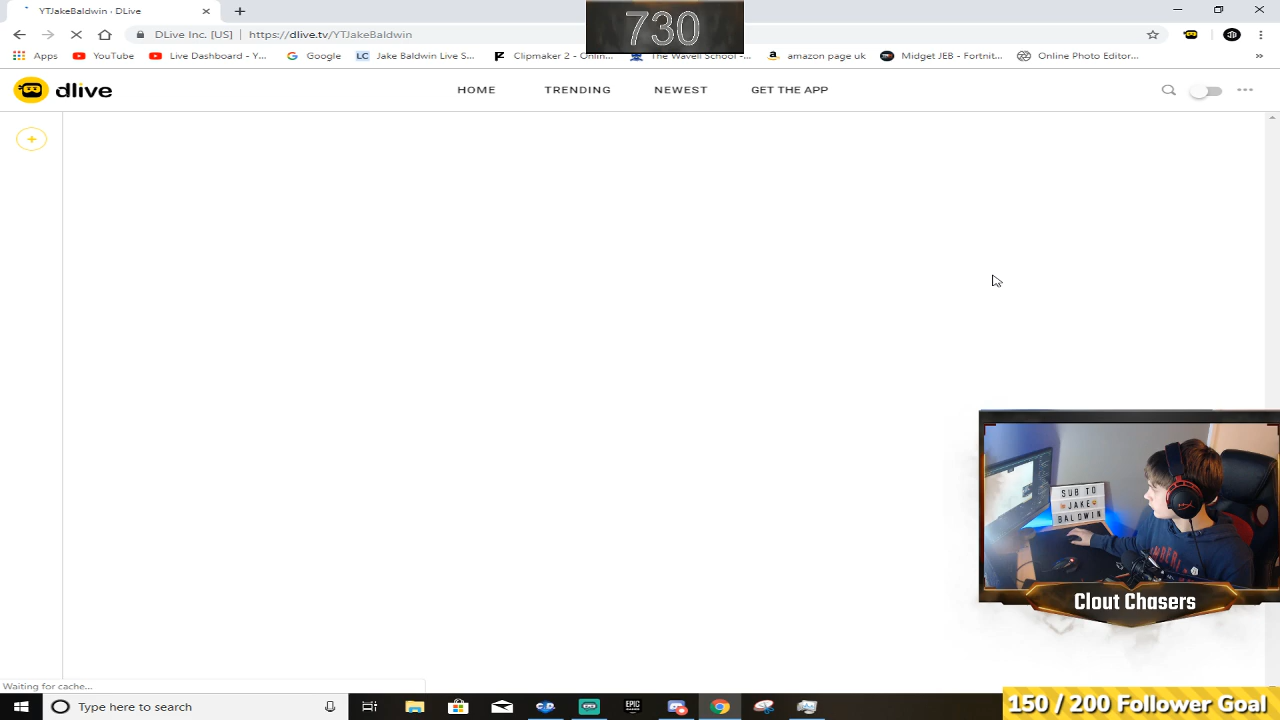 YTJakeBaldwin · DLive
730
DLive Inc. [US] | https://dlive.tv/YTJakeBaldwin
Apps YouTube Live Dashboard - Y... Google LC Jake Baldwin Live S... Clipmaker 2 - Onlin... The Wavell School -... amazon page uk Midget JEB - Fortnit... Online Photo Editor...
dlive HOME TRENDING NEWEST GET THE APP
SUB TO
JAKE
BALDWIN
Clout Chasers
Waiting for cache...
Type here to search
EPIC
150 / 200 Follower Goal